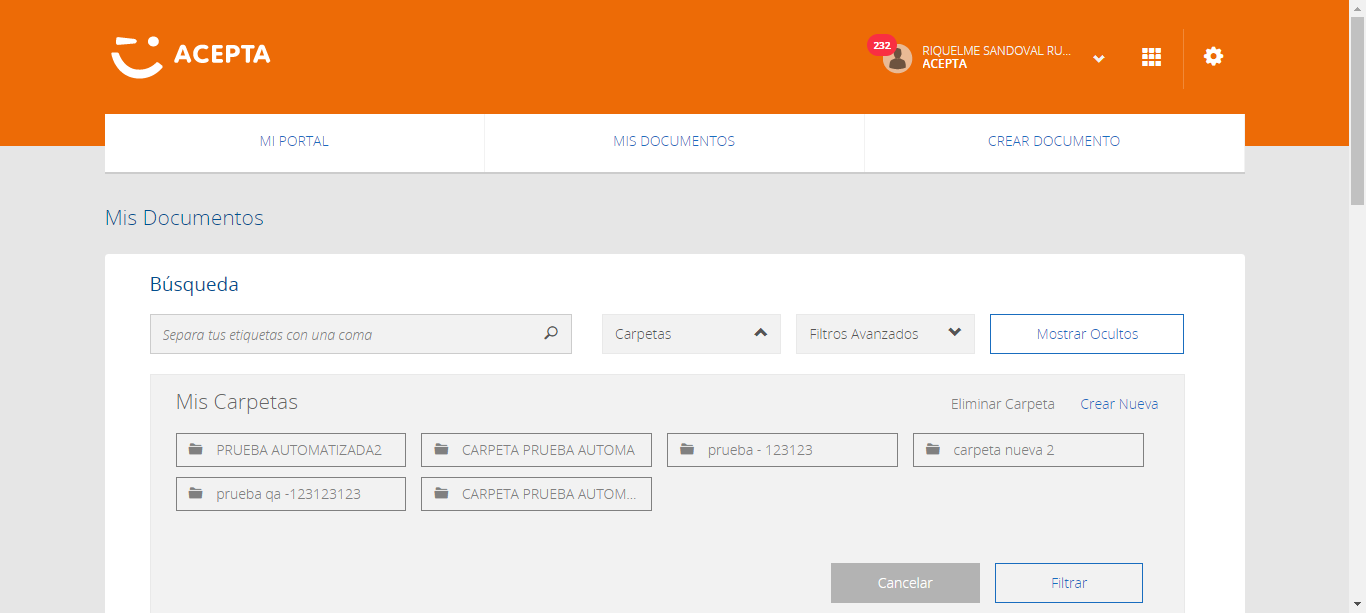 ACEPTA
232
RIQUELME SANDOVAL RU...
ACEPTA
MI PORTAL
MIS DOCUMENTOS
CREAR DOCUMENTO
Mis Documentos
Búsqueda
Separa tus etiquetas con una coma
Carpetas
Filtros Avanzados
Mostrar Ocultos
Mis Carpetas
Eliminar Carpeta
Crear Nueva
PRUEBA AUTOMATIZADA2
CARPETA PRUEBA AUTOMA
prueba - 123123
carpeta nueva 2
prueba qa -123123123
CARPETA PRUEBA AUTOM...
Cancelar
Filtrar